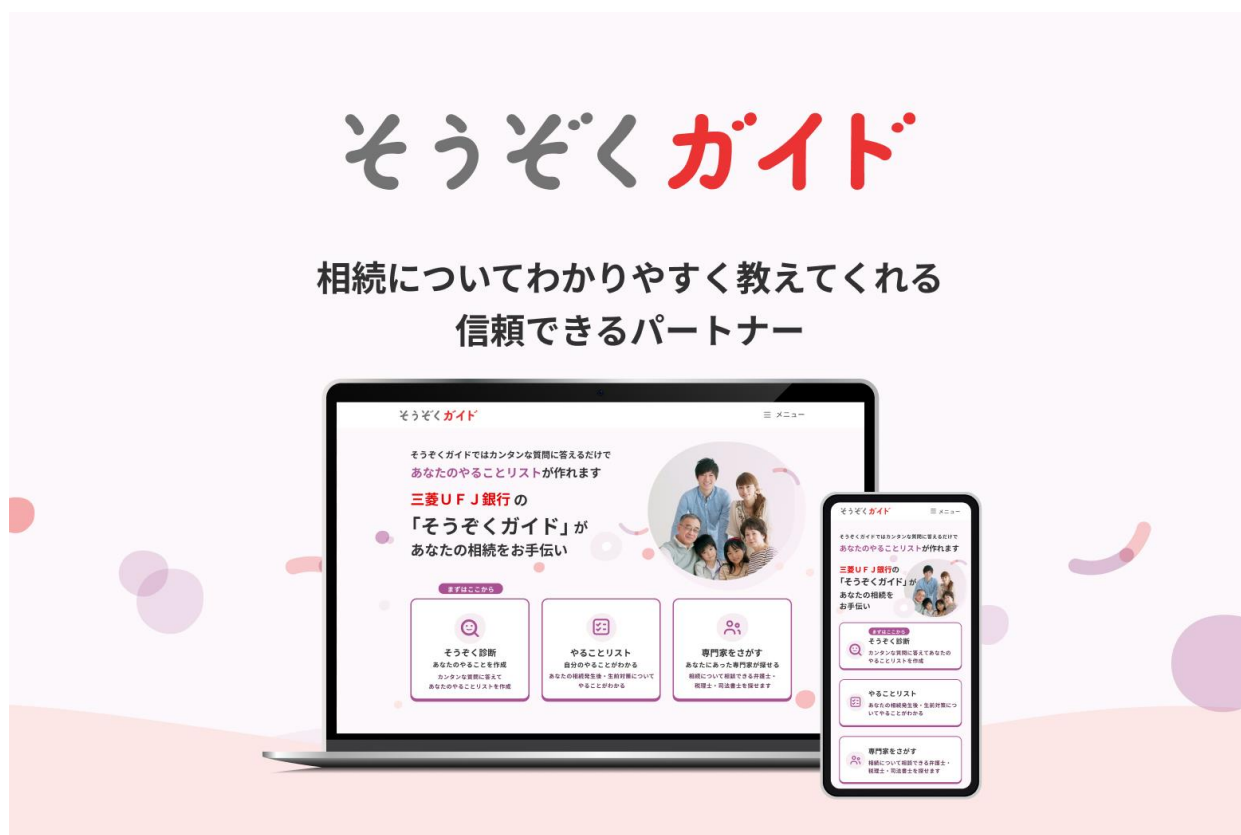 そうぞくガイド
相続についてわかりやすく教えてくれる
信頼できるパートナー
そうぞくガイド
☰ メニュー
そうぞくガイドではカンタンな質問に答えるだけで
あなたのやることリストが作れます
三菱UFJ銀行の
「そうぞくガイド」が
あなたの相続をお手伝い
まずはここから
そうぞく診断
あなたのやることを作成
カンタンな質問に答えて
あなたのやることリストを作成
やることリスト
自分のやることがわかる
あなたの相続発生後・生前対策について
やることがわかる
専門家をさがす
あなたにあった専門家が探せる
相続について相談できる弁護士・
税理士・司法書士を探せます
そうぞくガイド
☰ メニュー
そうぞくガイドではカンタンな質問に答えるだけで
あなたのやることリストが作れます
三菱UFJ銀行の
「そうぞくガイド」が
あなたの相続を
お手伝い
まずはここから
そうぞく診断
カンタンな質問に答えてあなたの
やることリストを作成
やることリスト
あなたの相続発生後・生前対策につ
いてやることがわかる
専門家をさがす
相続について相談できる弁護士・
税理士・司法書士を探せます